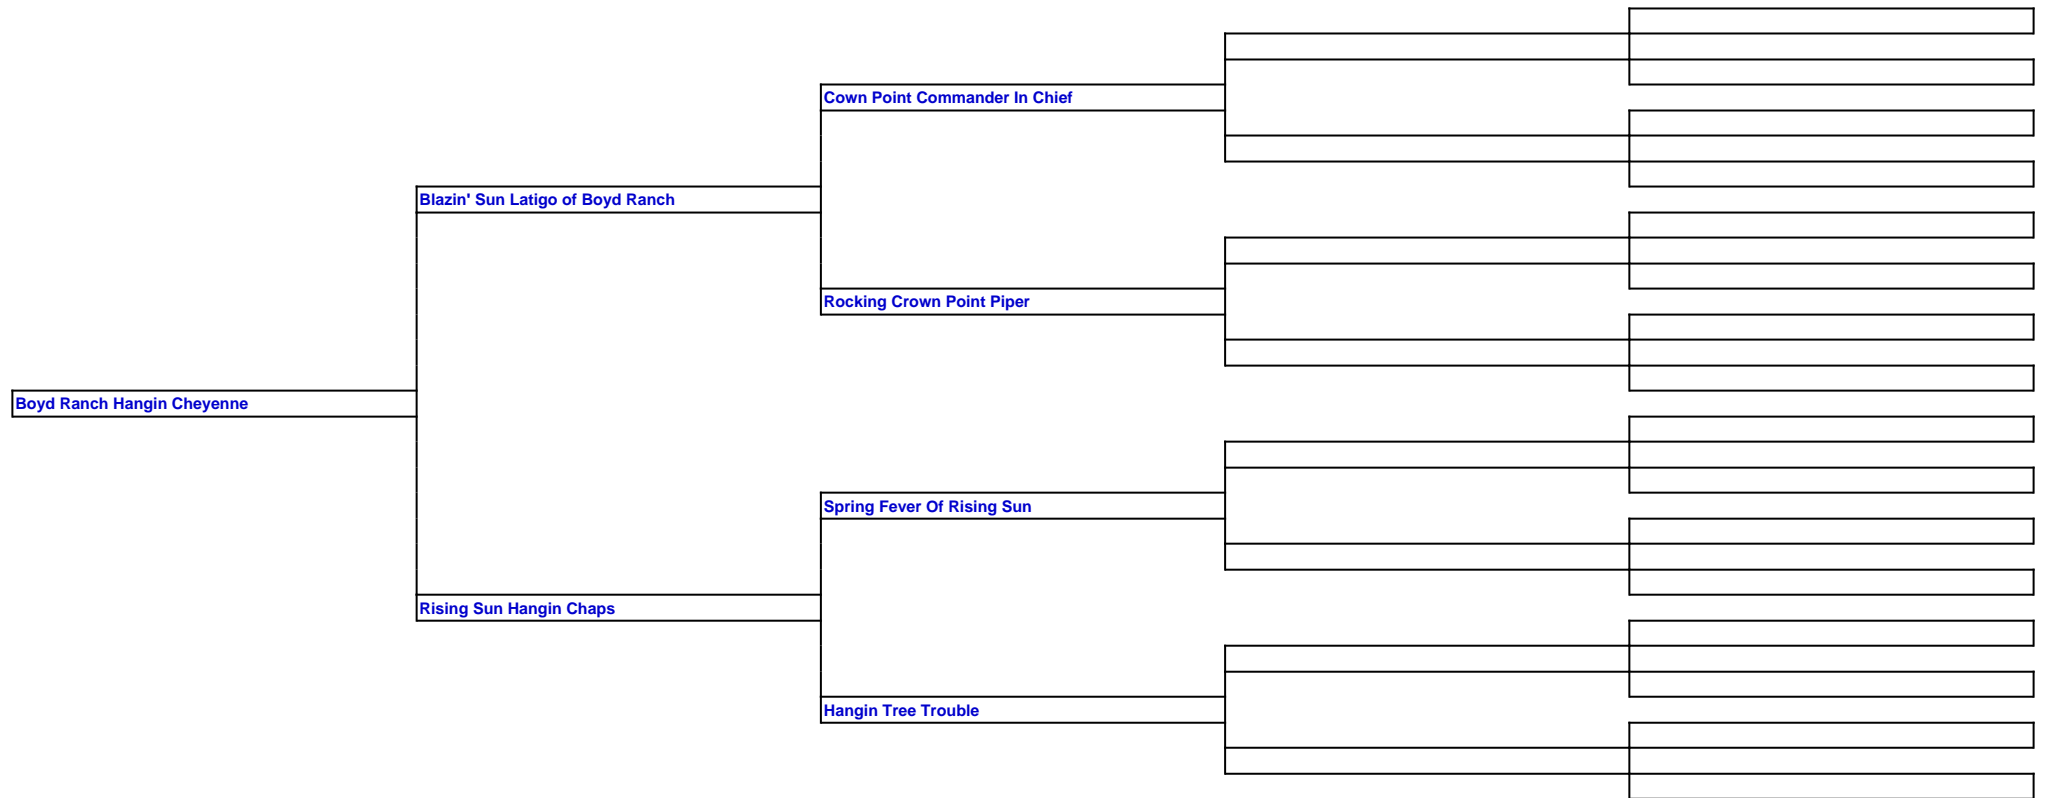 Cown Point Commander In Chief
Blazin' Sun Latigo of Boyd Ranch
Rocking Crown Point Piper
Boyd Ranch Hangin Cheyenne
Spring Fever Of Rising Sun
Rising Sun Hangin Chaps
Hangin Tree Trouble